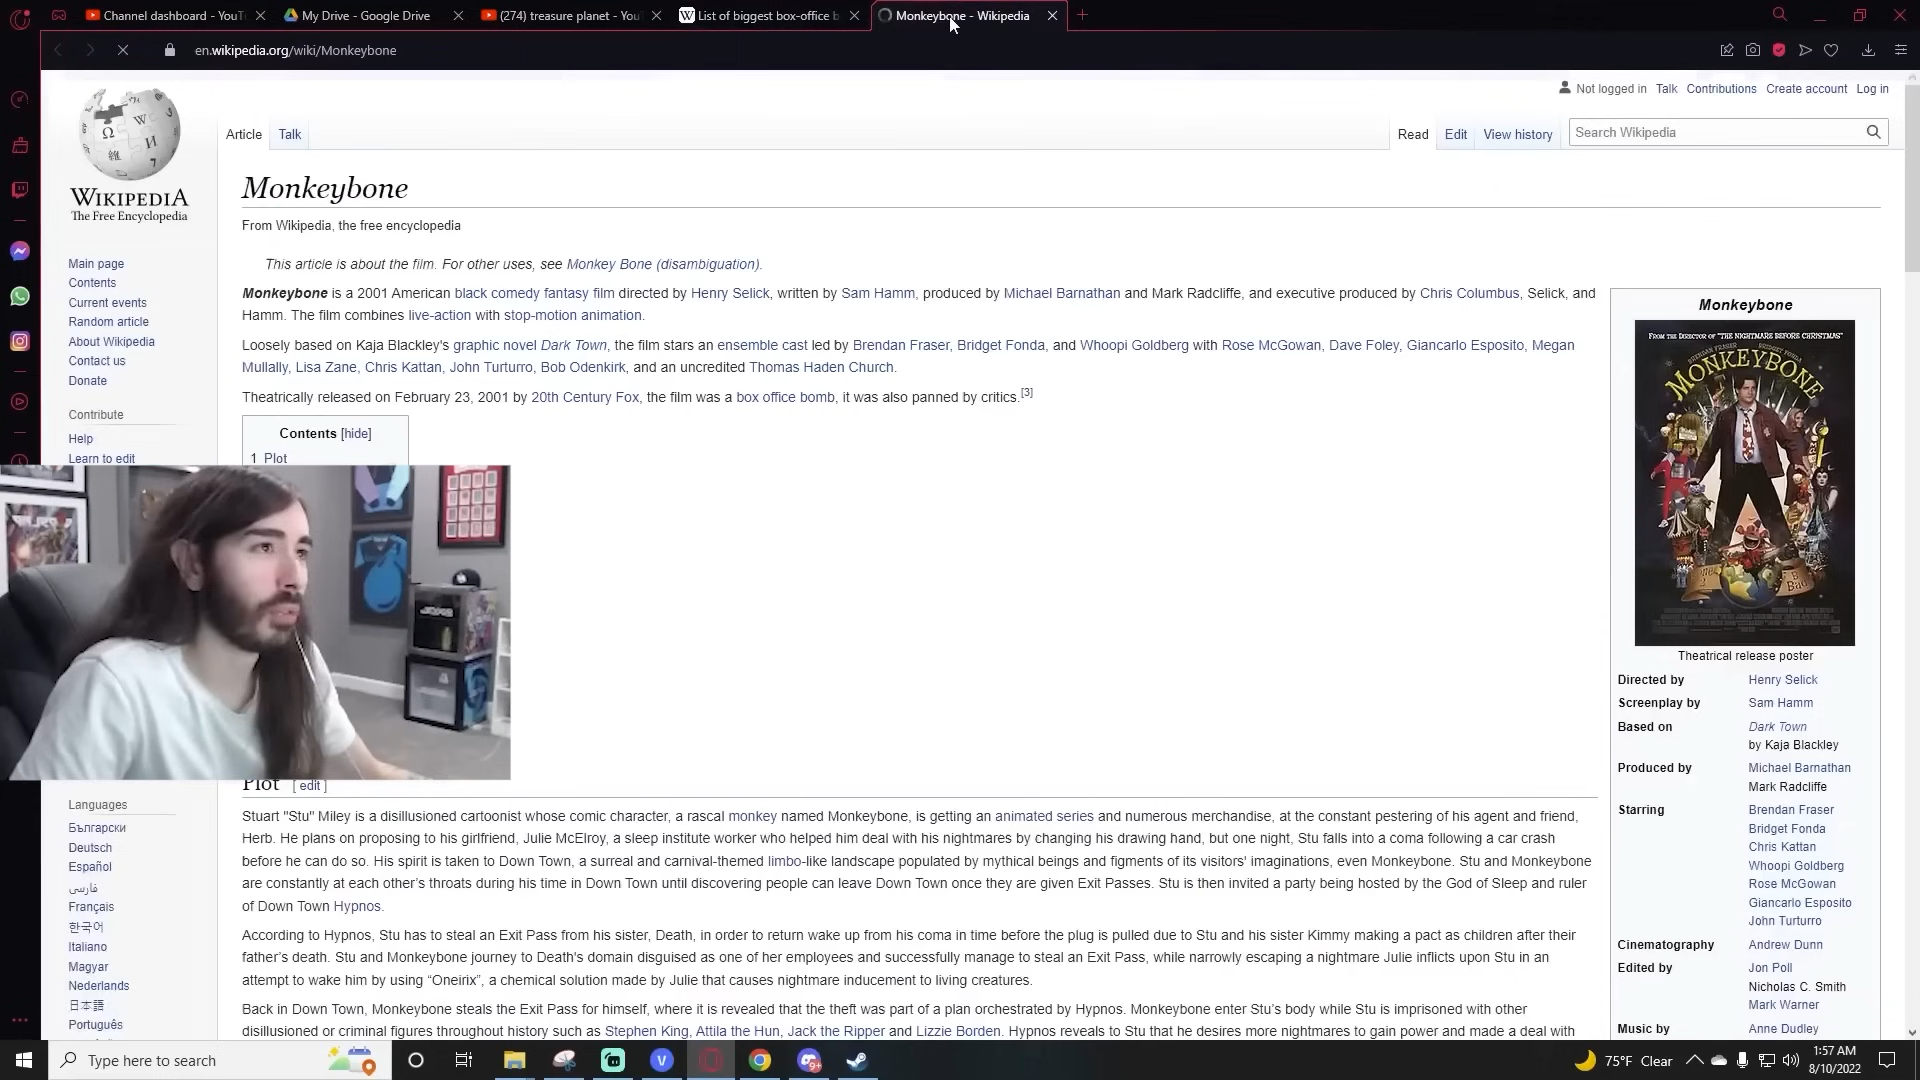 Channel dashboard - YouT
My Drive - Google Drive
(274) treasure planet - You
List of biggest box-office b
Monkeybone - Wikipedia
en.wikipedia.org/wiki/Monkeybone
Not logged in Talk Contributions Create account Log in
Article Talk
Read Edit View history
Search Wikipedia
WIKIPEDIA
The Free Encyclopedia
Main page
Contents
Current events
Random article
About Wikipedia
Contact us
Donate
Contribute
Help
Learn to edit
Languages
Български
Deutsch
Español
فارسی
Français
한국어
Italiano
Magyar
Nederlands
日本語
Português
Monkeybone
From Wikipedia, the free encyclopedia
This article is about the film. For other uses, see Monkey Bone (disambiguation).
Monkeybone is a 2001 American black comedy fantasy film directed by Henry Selick, written by Sam Hamm, produced by Michael Barnathan and Mark Radcliffe, and executive produced by Chris Columbus, Selick, and
Hamm. The film combines live-action with stop-motion animation.
Loosely based on Kaja Blackley's graphic novel Dark Town, the film stars an ensemble cast led by Brendan Fraser, Bridget Fonda, and Whoopi Goldberg with Rose McGowan, Dave Foley, Giancarlo Esposito, Megan
Mullally, Lisa Zane, Chris Kattan, John Turturro, Bob Odenkirk, and an uncredited Thomas Haden Church.
Theatrically released on February 23, 2001 by 20th Century Fox, the film was a box office bomb, it was also panned by critics.[3]
Contents [hide]
1 Plot
Plot [ edit ]
Stuart "Stu" Miley is a disillusioned cartoonist whose comic character, a rascal monkey named Monkeybone, is getting an animated series and numerous merchandise, at the constant pestering of his agent and friend,
Herb. He plans on proposing to his girlfriend, Julie McElroy, a sleep institute worker who helped him deal with his nightmares by changing his drawing hand, but one night, Stu falls into a coma following a car crash
before he can do so. His spirit is taken to Down Town, a surreal and carnival-themed limbo-like landscape populated by mythical beings and figments of its visitors' imaginations, even Monkeybone. Stu and Monkeybone
are constantly at each other's throats during his time in Down Town until discovering people can leave Down Town once they are given Exit Passes. Stu is then invited a party being hosted by the God of Sleep and ruler
of Down Town Hypnos.
According to Hypnos, Stu has to steal an Exit Pass from his sister, Death, in order to return wake up from his coma in time before the plug is pulled due to Stu and his sister Kimmy making a pact as children after their
father's death. Stu and Monkeybone journey to Death's domain disguised as one of her employees and successfully manage to steal an Exit Pass, while narrowly escaping a nightmare Julie inflicts upon Stu in an
attempt to wake him by using “Oneirix”, a chemical solution made by Julie that causes nightmare inducement to living creatures.
Back in Down Town, Monkeybone steals the Exit Pass for himself, where it is revealed that the theft was part of a plan orchestrated by Hypnos. Monkeybone enter Stu's body while Stu is imprisoned with other
disillusioned or criminal figures throughout history such as Stephen King, Attila the Hun, Jack the Ripper and Lizzie Borden. Hypnos reveals to Stu that he desires more nightmares to gain power and made a deal with
Monkeybone
FROM THE DIRECTOR OF "THE NIGHTMARE BEFORE CHRISTMAS"
BRENDAN FRASER BRIDGET FONDA
MONKEYBONE
Theatrical release poster
Directed by Henry Selick
Screenplay by Sam Hamm
Based on Dark Town
by Kaja Blackley
Produced by Michael Barnathan
Mark Radcliffe
Starring Brendan Fraser
Bridget Fonda
Chris Kattan
Whoopi Goldberg
Rose McGowan
Giancarlo Esposito
John Turturro
Cinematography Andrew Dunn
Edited by Jon Poll
Nicholas C. Smith
Mark Warner
Music by Anne Dudley
Type here to search
9+
75°F Clear
1:57 AM
8/10/2022